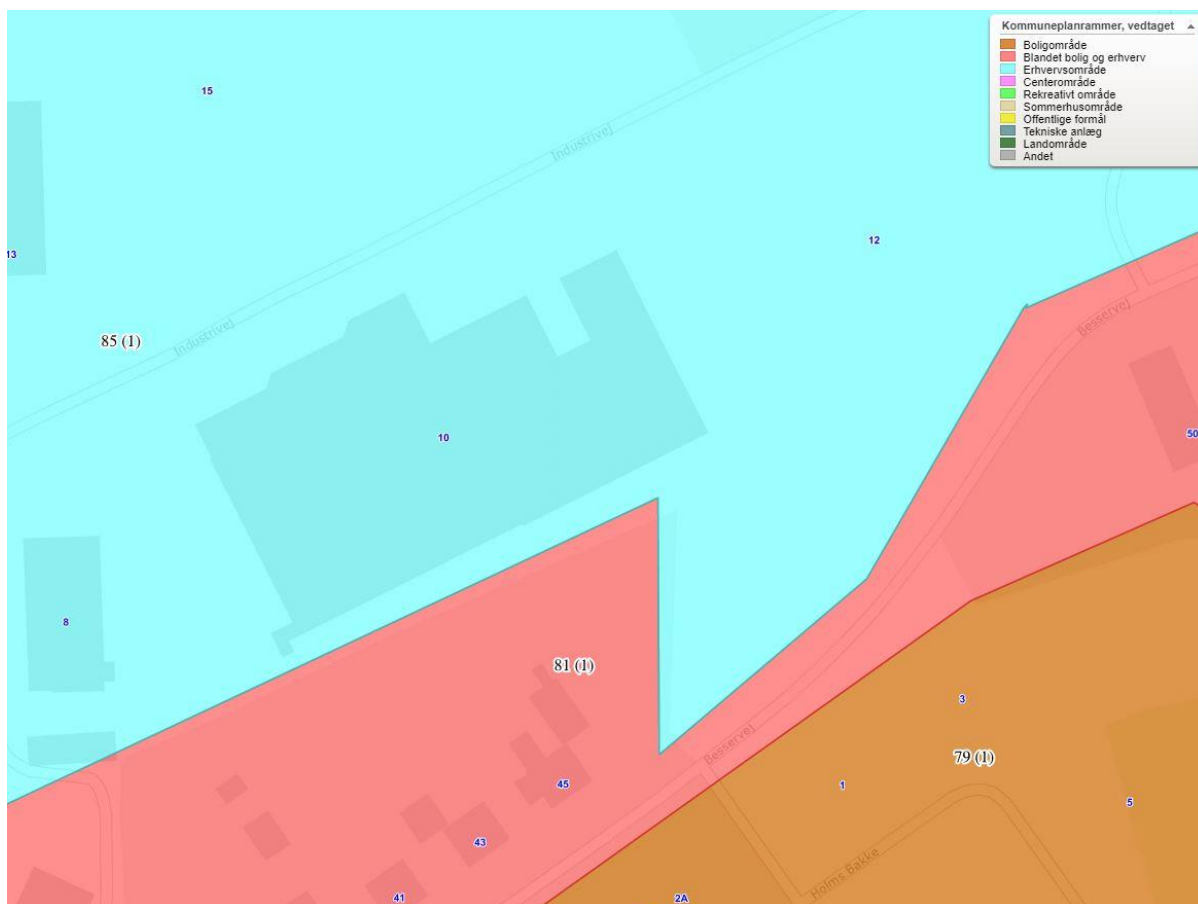 Kommuneplanrammer, vedtaget
Boligområde
Blandet bolig og erhverv
Erhvervsområde
Centerområde
Rekreativt område
Sommerhusområde
Offentlige formål
Tekniske anlæg
Landområde
Andet
15
Industrivej
12
13
Besservej
85 (1)
Industrivej
10
50
8
81 (1)
3
Besservej
79 (1)
45
1
5
43
Holms Bakke
41
2A